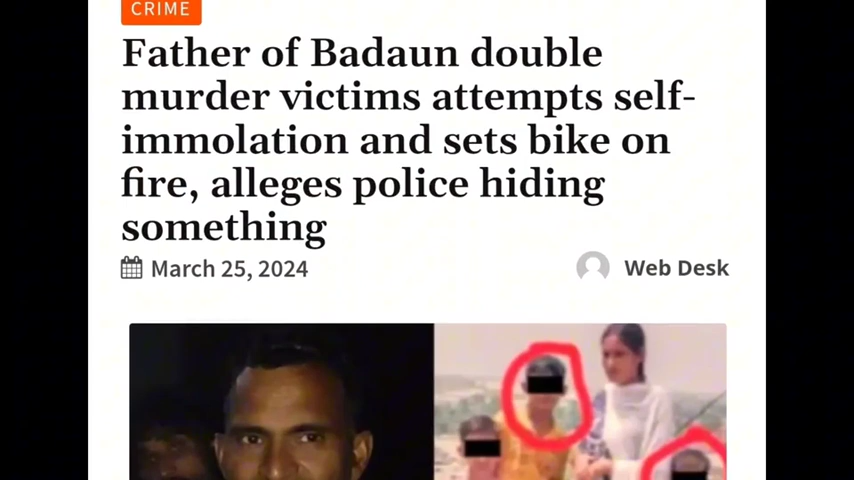 CRIME
Father of Badaun double
murder victims attempts self-
immolation and sets bike on
fire, alleges police hiding
something
March 25, 2024
Web Desk